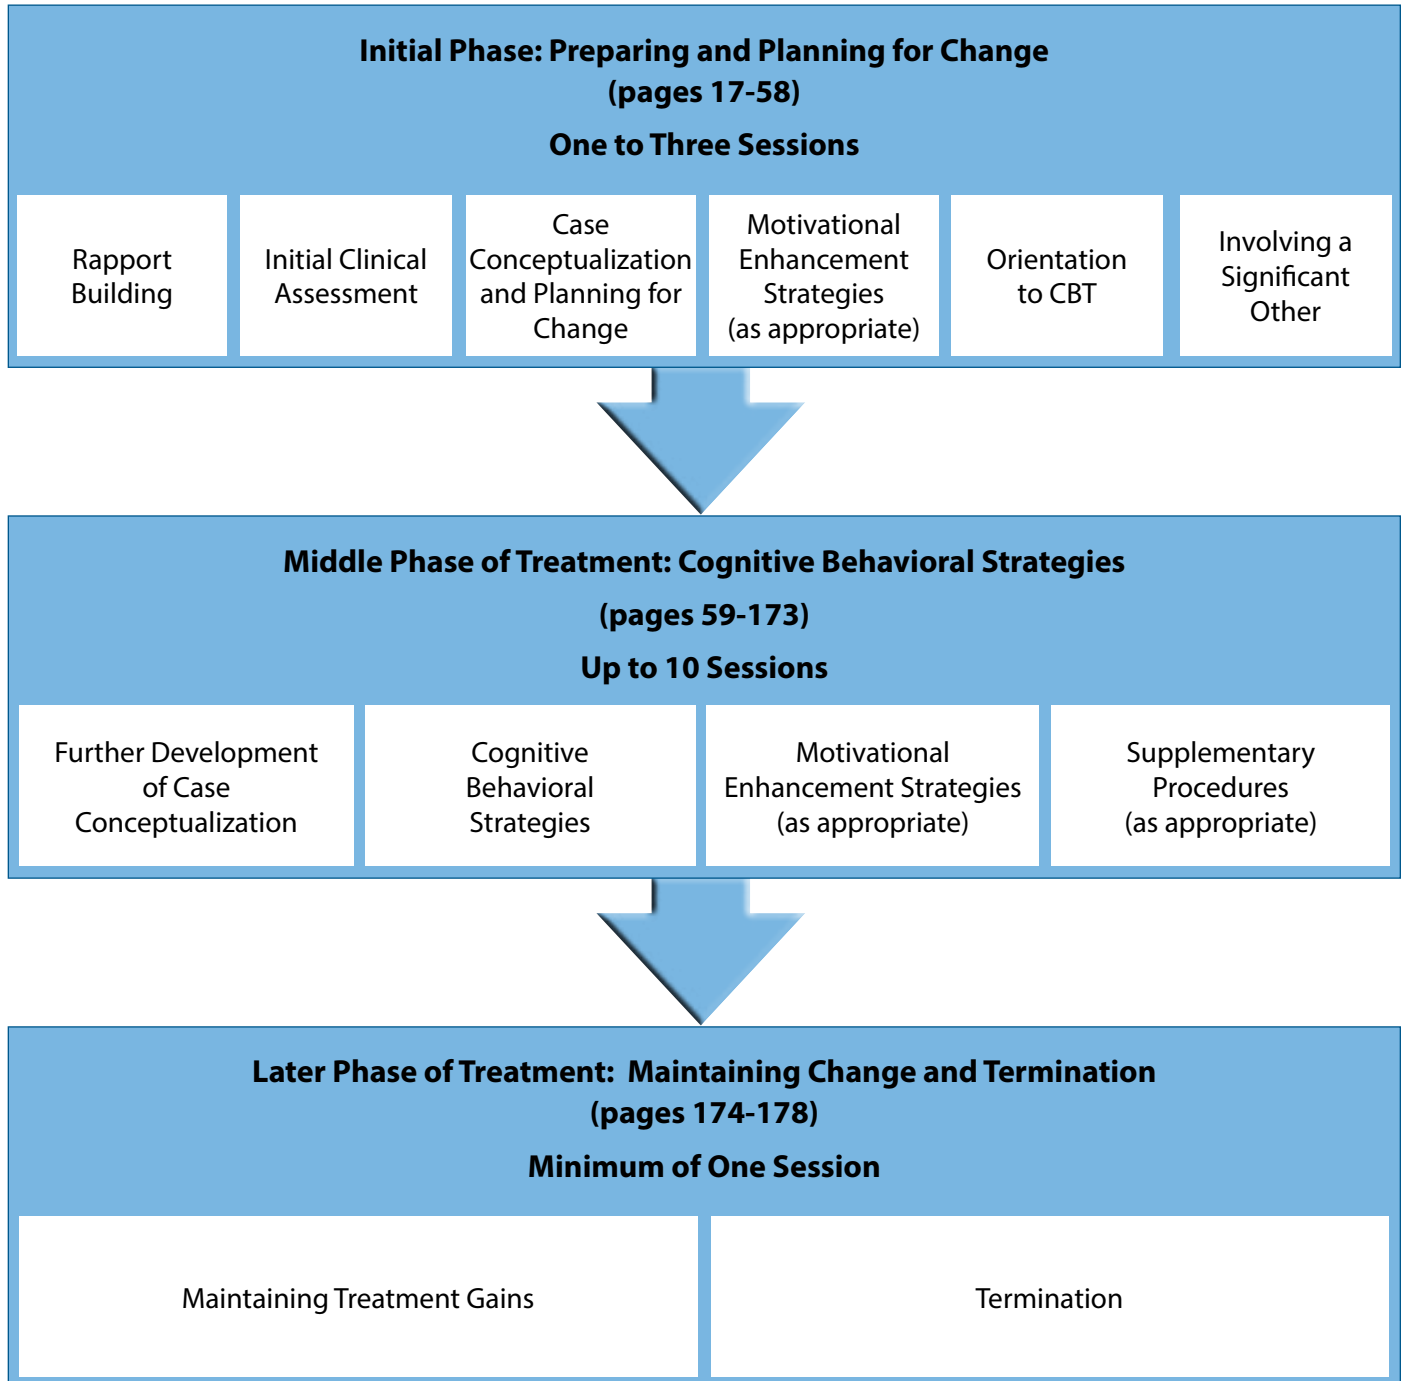 Initial Phase: Preparing and Planning for Change
(pages 17-58)
One to Three Sessions
Rapport
Building
Initial Clinical
Assessment
Case
Conceptualization
and Planning for
Change
Motivational
Enhancement
Strategies
(as appropriate)
Orientation
to CBT
Involving a
Significant
Other
Middle Phase of Treatment: Cognitive Behavioral Strategies
(pages 59-173)
Up to 10 Sessions
Further Development
of Case
Conceptualization
Cognitive
Behavioral
Strategies
Motivational
Enhancement Strategies
(as appropriate)
Supplementary
Procedures
(as appropriate)
Later Phase of Treatment:  Maintaining Change and Termination
(pages 174-178)
Minimum of One Session
Maintaining Treatment Gains
Termination